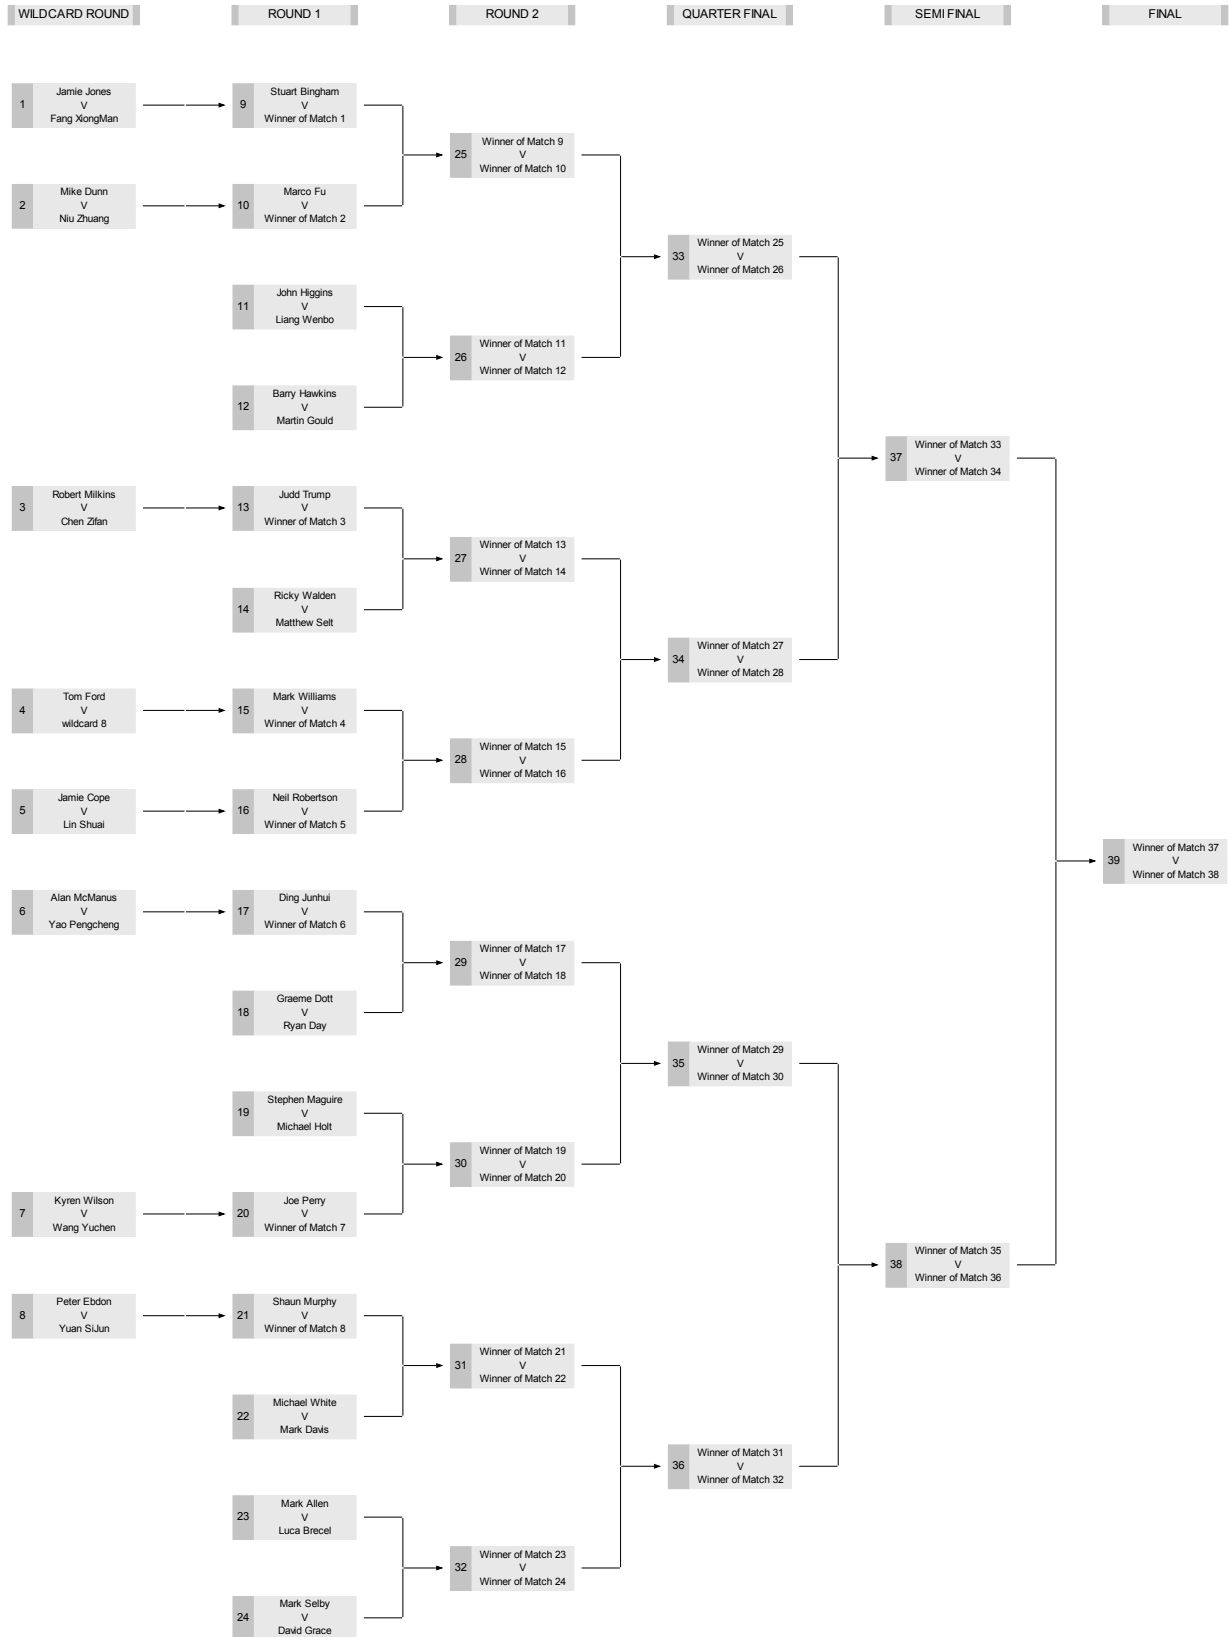 WILDCARD ROUND
ROUND 1
ROUND 2
QUARTER FINAL
SEMI FINAL
FINAL
1
Jamie Jones
V
Fang XiongMan
2
Mike Dunn
V
Niu Zhuang
3
Robert Milkins
V
Chen Zifan
4
Tom Ford
V
wildcard 8
5
Jamie Cope
V
Lin Shuai
6
Alan McManus
V
Yao Pengcheng
7
Kyren Wilson
V
Wang Yuchen
8
Peter Ebdon
V
Yuan SiJun
9
Stuart Bingham
V
Winner of Match 1
10
Marco Fu
V
Winner of Match 2
11
John Higgins
V
Liang Wenbo
12
Barry Hawkins
V
Martin Gould
13
Judd Trump
V
Winner of Match 3
14
Ricky Walden
V
Matthew Selt
15
Mark Williams
V
Winner of Match 4
16
Neil Robertson
V
Winner of Match 5
17
Ding Junhui
V
Winner of Match 6
18
Graeme Dott
V
Ryan Day
19
Stephen Maguire
V
Michael Holt
20
Joe Perry
V
Winner of Match 7
21
Shaun Murphy
V
Winner of Match 8
22
Michael White
V
Mark Davis
23
Mark Allen
V
Luca Brecel
24
Mark Selby
V
David Grace
25
Winner of Match 9
V
Winner of Match 10
26
Winner of Match 11
V
Winner of Match 12
27
Winner of Match 13
V
Winner of Match 14
28
Winner of Match 15
V
Winner of Match 16
29
Winner of Match 17
V
Winner of Match 18
30
Winner of Match 19
V
Winner of Match 20
31
Winner of Match 21
V
Winner of Match 22
32
Winner of Match 23
V
Winner of Match 24
33
Winner of Match 25
V
Winner of Match 26
34
Winner of Match 27
V
Winner of Match 28
35
Winner of Match 29
V
Winner of Match 30
36
Winner of Match 31
V
Winner of Match 32
37
Winner of Match 33
V
Winner of Match 34
38
Winner of Match 35
V
Winner of Match 36
39
Winner of Match 37
V
Winner of Match 38